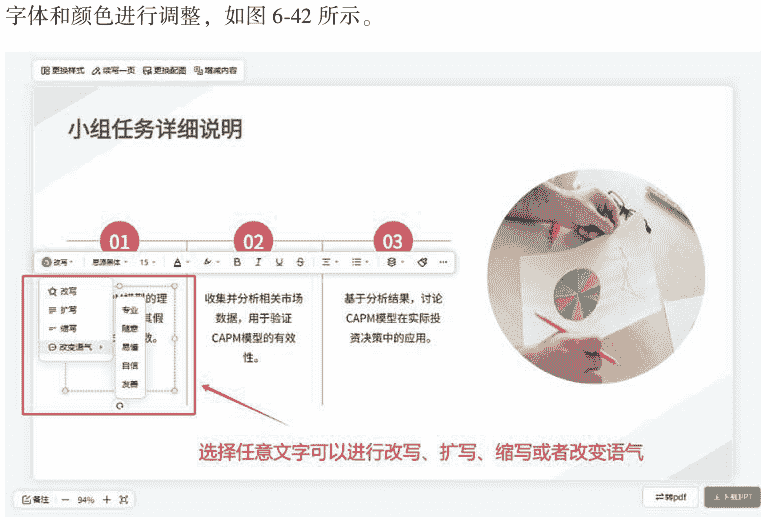 字体和颜色进行调整，如图 6-42 所示。
更换样式 续写一页 更换配图 增减内容
小组任务详细说明
01 02 03
改写 思源黑体 15 A B I U S
改写
扩写
缩写
改变语气
专业
随意
易懂
自信
友善
模型的理
其假
收集并分析相关市场
数据，用于验证
CAPM模型的有效
性。
基于分析结果，讨论
CAPM模型在实际投
资决策中的应用。
选择任意文字可以进行改写、扩写、缩写或者改变语气
备注 94% 转pdf 下载PPT